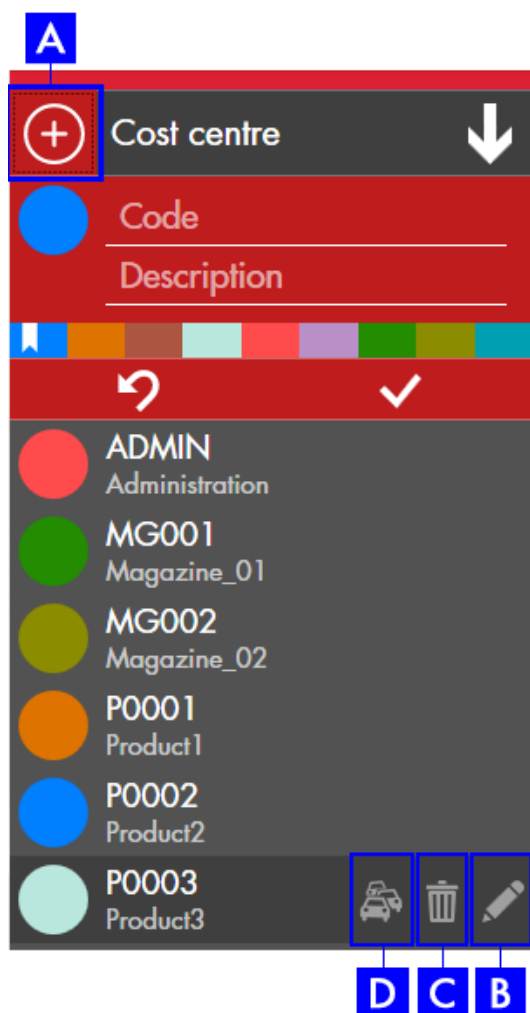 A
Cost centre
Code
Description
ADMIN
Administration
MG001
Magazine_01
MG002
Magazine_02
P0001
Product1
P0002
Product2
P0003
Product3
D C B